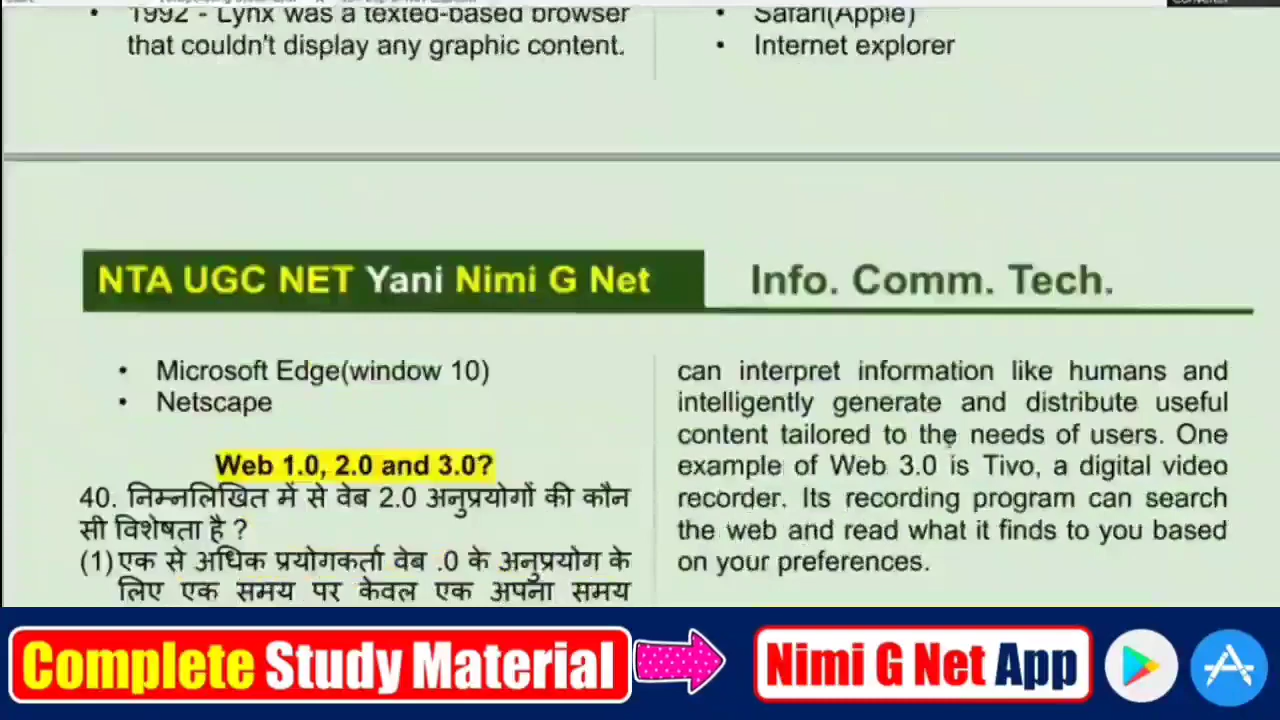 1992 - Lynx was a texted-based browser
that couldn't display any graphic content.
• Safari(Apple)
• Internet explorer
NTA UGC NET Yani Nimi G Net
Info. Comm. Tech.
• Microsoft Edge(window 10)
• Netscape
Web 1.0, 2.0 and 3.0?
40. निम्नलिखित में से वेब 2.0 अनुप्रयोगों की कौन
सी विशेषता है ?
(1) एक से अधिक प्रयोगकर्ता वेब .0 के अनुप्रयोग के
लिए एक समय पर केवल एक अपना समय
can interpret information like humans and
intelligently generate and distribute useful
content tailored to the needs of users. One
example of Web 3.0 is Tivo, a digital video
recorder. Its recording program can search
the web and read what it finds to you based
on your preferences.
Complete Study Material
Nimi G Net App